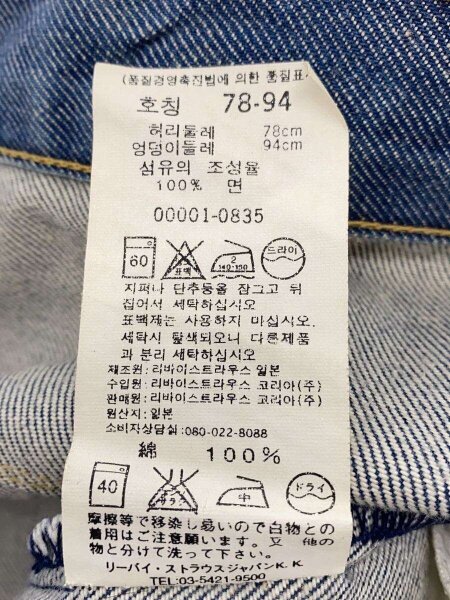 (품질경영촉진법에 의한 품질표
호칭 78-94
허리둘레 78cm
엉덩이둘레 94cm
섬유의 조성율
100% 면
00001-0835
60 표백 2 140-160 드라이
지퍼나 단추등을 잠그고 뒤
집어서 세탁하십시오
표백제는 사용하지 마십시오.
세탁시 탈색되오니 다른제품
과 분리 세탁하십시오
제조원: 리바이스트라우스 일본
수입원: 리바이스트라우스 코리아(주)
판매원: 리바이스트라우스 코리아(주)
원산지: 일본
소비자상담실: 080-022-8088
綿 100%
40 中 ドライ
摩擦等で移染し易いので白物との
着用はご注意ください。又、他の
物と分けて洗って下さい。
リーバイ・ストラウスジャパンK.K.
TEL:03-5421-9500